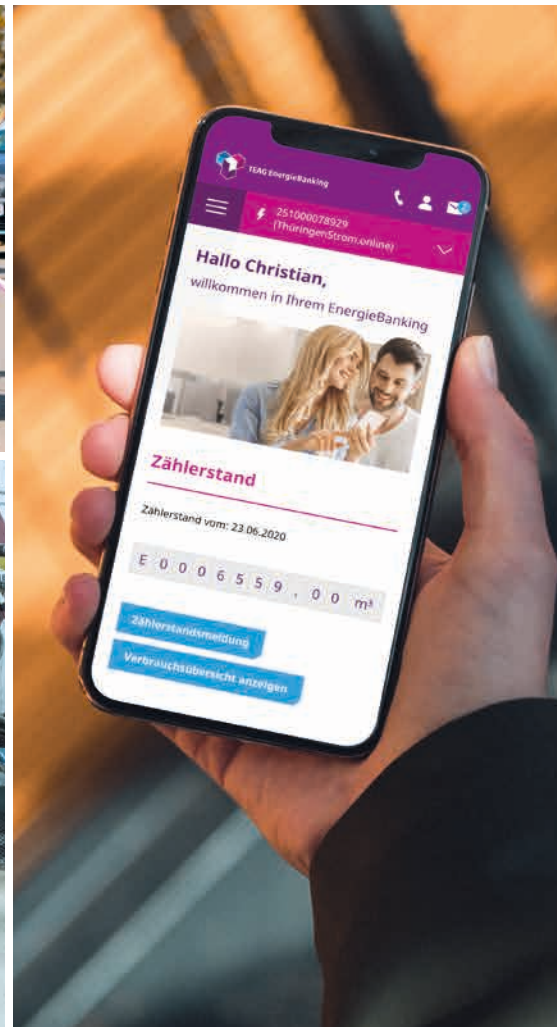 TEAG EnergieBanking
2
251000078929
(ThüringenStrom.online)
Hallo Christian,
willkommen in Ihrem EnergieBanking
Zählerstand
Zählerstand vom: 23.06.2020
E 0 0 0 6 5 5 9 , 0 0 m³
Zählerstandsmeldung
Verbrauchsübersicht anzeigen